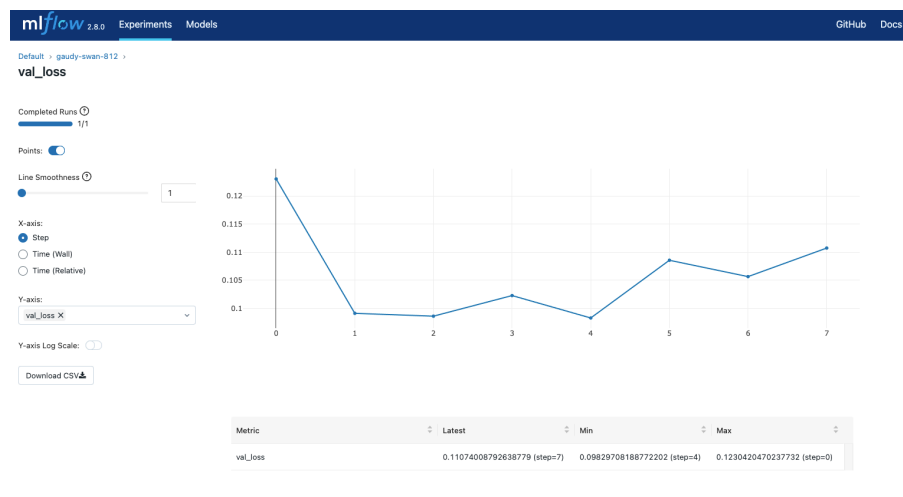 mlflow 2.8.0 Experiments Models GitHub Docs
Default › gaudy-swan-812 ›
val_loss
Completed Runs ?
1/1
Points:
Line Smoothness ?
1
X-axis:
Step
Time (Wall)
Time (Relative)
Y-axis:
val_loss ×
Y-axis Log Scale:
Download CSV
0.12
0.115
0.11
0.105
0.1
0 1 2 3 4 5 6 7
Metric Latest Min Max
val_loss 0.11074008792638779 (step=7) 0.09829708188772202 (step=4) 0.1230420470237732 (step=0)